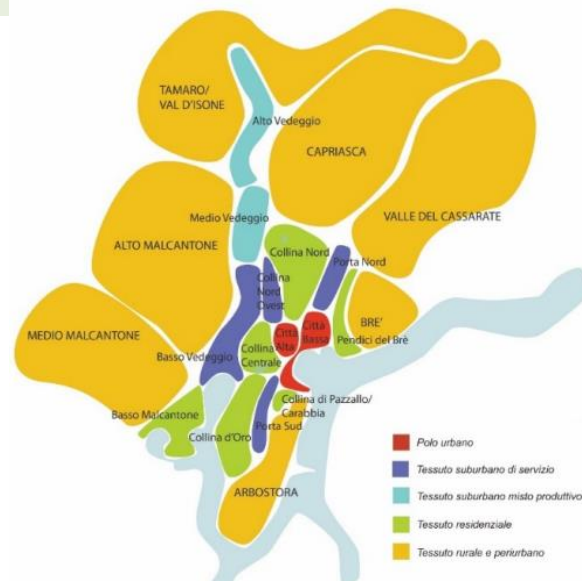 TAMARO/
VAL D'ISONE
Alto Vedeggio
CAPRIASCA
Medio Vedeggio
VALLE DEL CASSARATE
ALTO MALCANTONE
Collina Nord
Porta Nord
Collina
Nord
Ovest
BRE'
MEDIO MALCANTONE
Città
Alta
Città
Bassa
Pendici del Brè
Basso Vedeggio
Collina
Centrale
Collina di Pazzallo/
Carabbia
Basso Malcantone
Porta Sud
Collina d'Oro
ARBOSTORA
Polo urbano
Tessuto suburbano di servizio
Tessuto suburbano misto produttivo
Tessuto residenziale
Tessuto rurale e periurbano